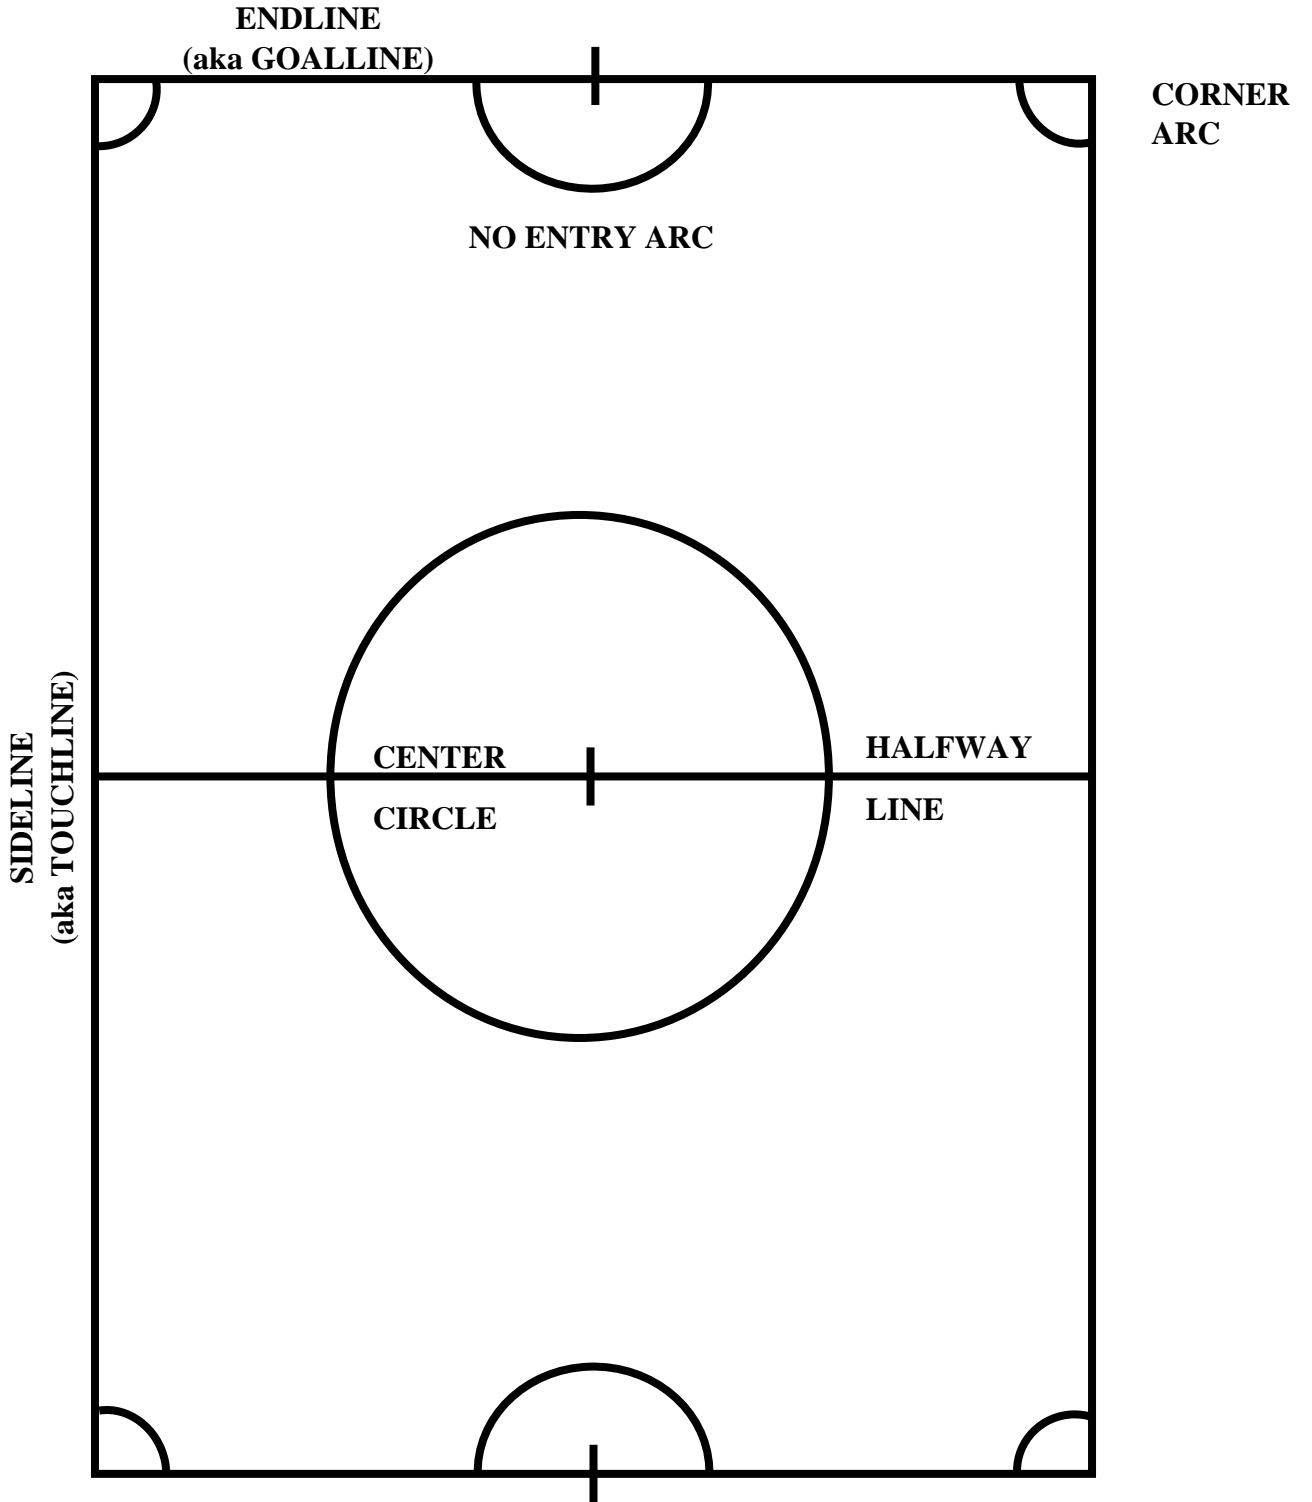 ENDLINE
(aka GOALLINE)
CORNER
ARC
NO ENTRY ARC
SIDELINE
(aka TOUCHLINE)
CENTER
CIRCLE
HALFWAY
LINE